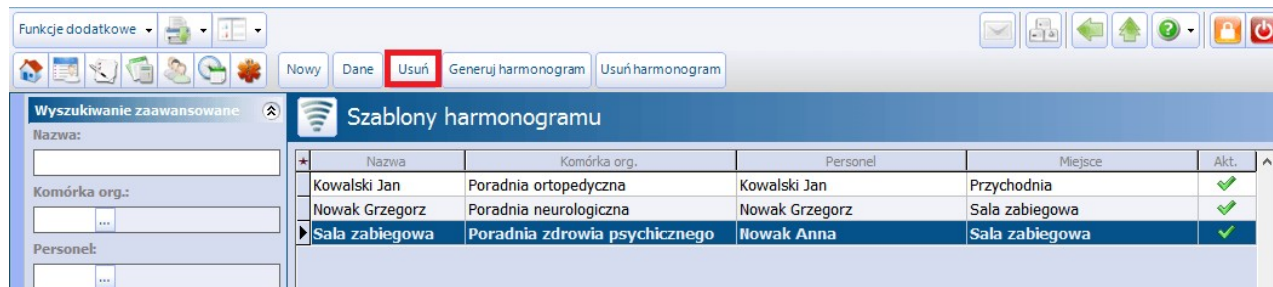 Funkcje dodatkowe
Nowy Dane Usuń Generuj harmonogram Usuń harmonogram
Wyszukiwanie zaawansowane
Szablony harmonogramu
Nazwa:
Komórka org.:
Personel:
Nazwa Komórka org. Personel Miejsce Akt.
Kowalski Jan Poradnia ortopedyczna Kowalski Jan Przychodnia
Nowak Grzegorz Poradnia neurologiczna Nowak Grzegorz Sala zabiegowa
Sala zabiegowa Poradnia zdrowia psychicznego Nowak Anna Sala zabiegowa